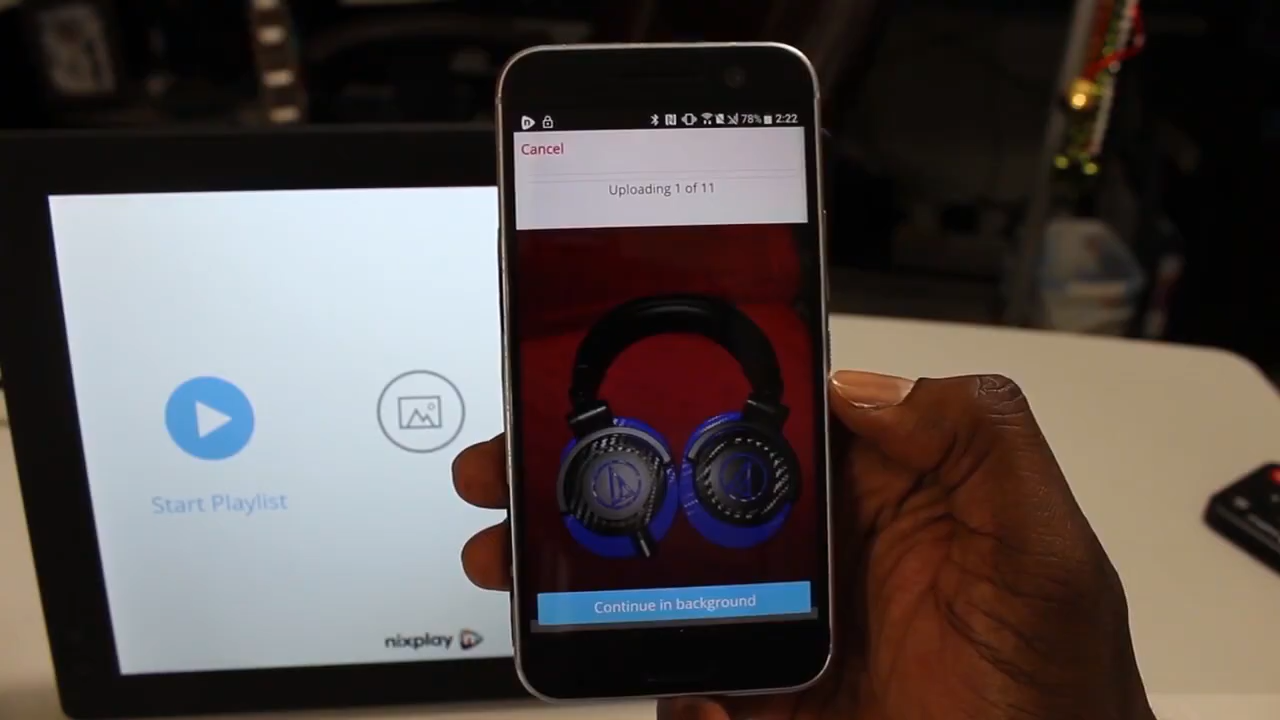 78% 2:22
Cancel
Uploading 1 of 11
Continue in background
Start Playlist
nixplay